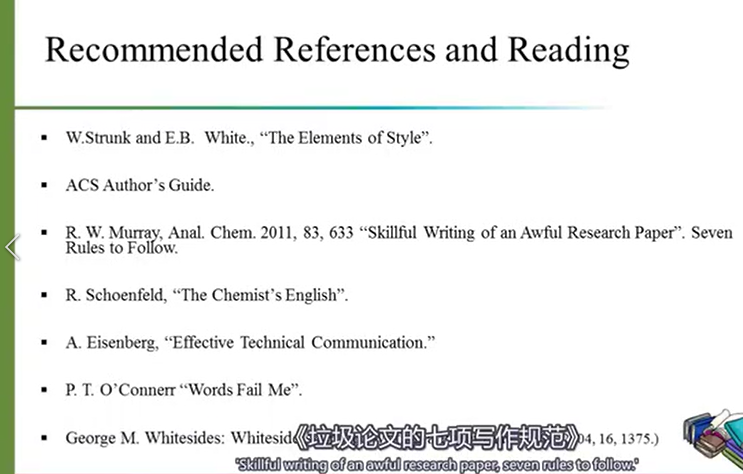 Recommended References and Reading
▪ W.Strunk and E.B. White., “The Elements of Style”.
▪ ACS Author’s Guide.
▪ R. W. Murray, Anal. Chem. 2011, 83, 633 “Skillful Writing of an Awful Research Paper”. Seven
Rules to Follow.
▪ R. Schoenfeld, “The Chemist’s English”.
▪ A. Eisenberg, “Effective Technical Communication.”
▪ P. T. O’Connerr “Words Fail Me”.
▪ George M. Whitesides: 04, 16, 1375.)
《垃圾论文的七项写作规范》
'Skillful writing of an awful research paper, seven rules to follow.'